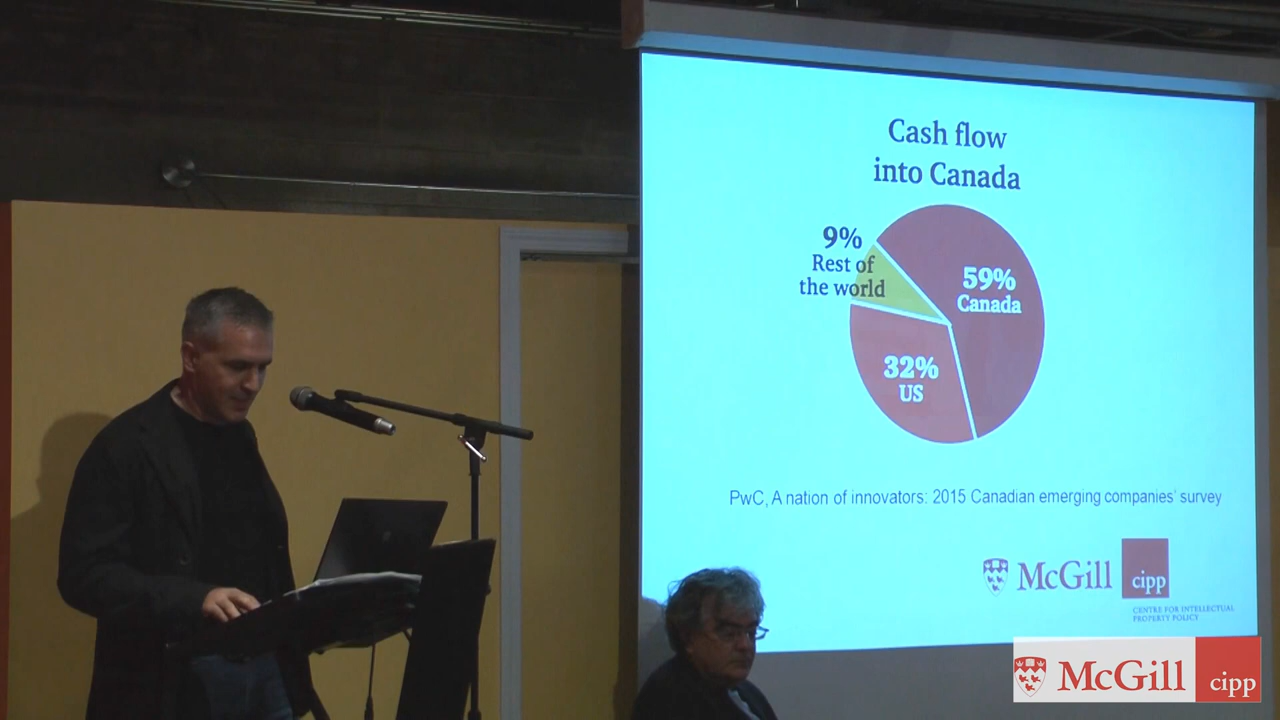 Cash flow
into Canada
9%
Rest of
the world
59%
Canada
32%
US
PwC, A nation of innovators: 2015 Canadian emerging companies' survey
McGill
cipp
CENTRE FOR INTELLECTUAL
PROPERTY POLICY
McGill
cipp